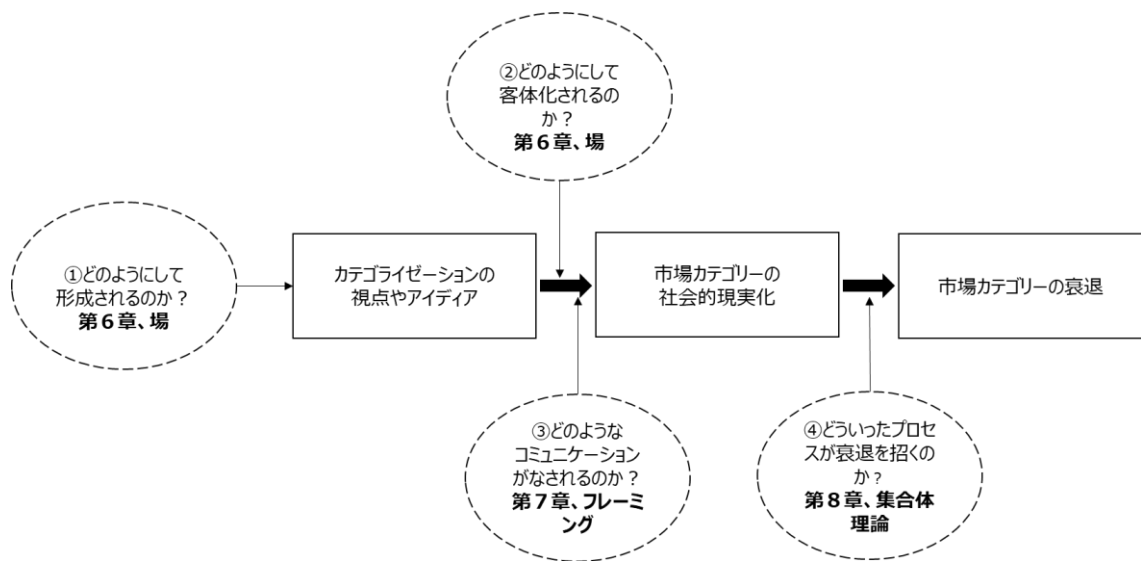 ②どのようにして
客体化されるの
か？
第６章、場
①どのようにして
形成されるのか？
第６章、場
カテゴライゼーションの
視点やアイディア
市場カテゴリーの
社会的現実化
市場カテゴリーの衰退
③どのような
コミュニケーション
がなされるのか？
第７章、フレーミ
ング
④どういったプロセ
スが衰退を招くの
か？
第８章、集合体
理論